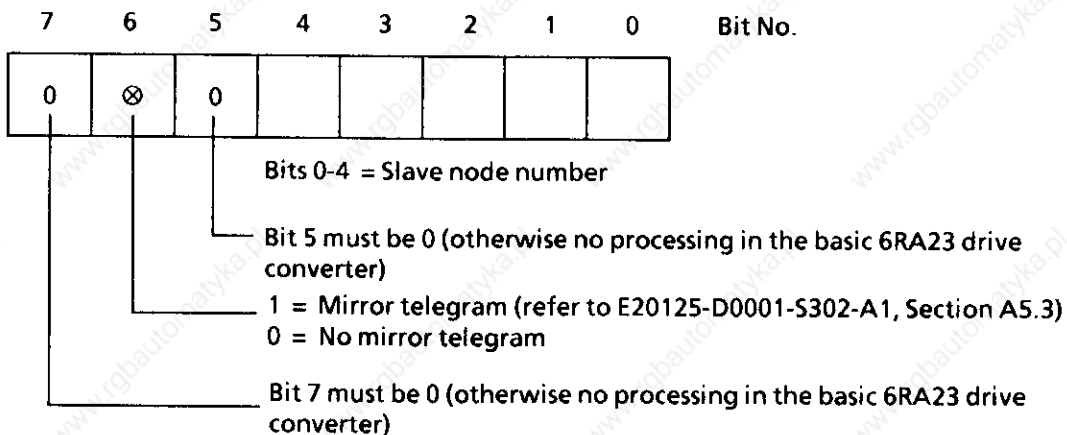 7 6 5 4 3 2 1 0 Bit No.
0 ⊗ 0
Bits 0-4 = Slave node number
Bit 5 must be 0 (otherwise no processing in the basic 6RA23 drive
converter)
1 = Mirror telegram (refer to E20125-D0001-S302-A1, Section A5.3)
0 = No mirror telegram
Bit 7 must be 0 (otherwise no processing in the basic 6RA23 drive
converter)